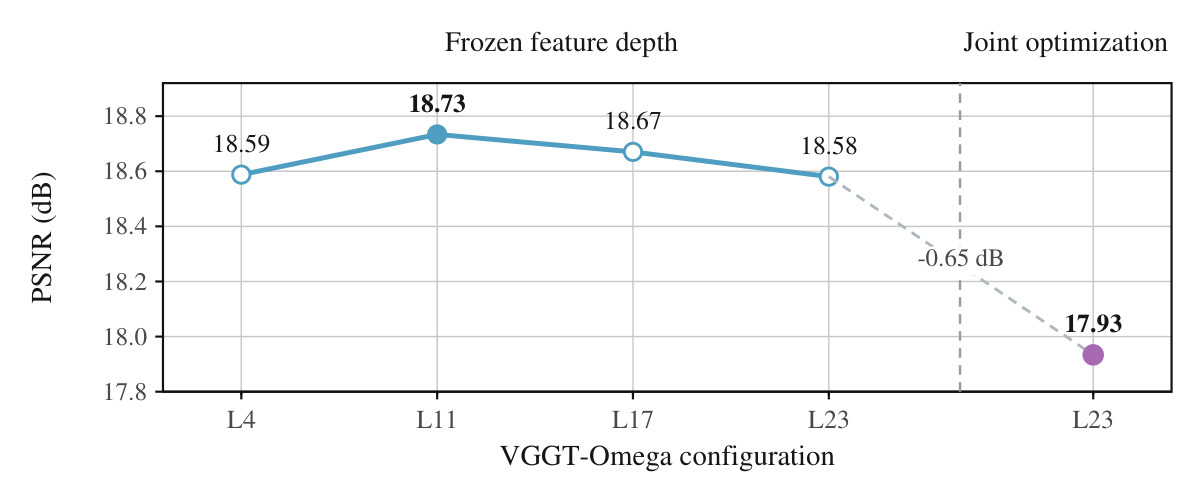 Frozen feature depth
Joint optimization
18.73
18.59
18.67
18.58
-0.65 dB
17.93
PSNR (dB)
18.8
18.6
18.4
18.2
18.0
17.8
L4
L11
L17
L23
L23
VGGT-Omega configuration